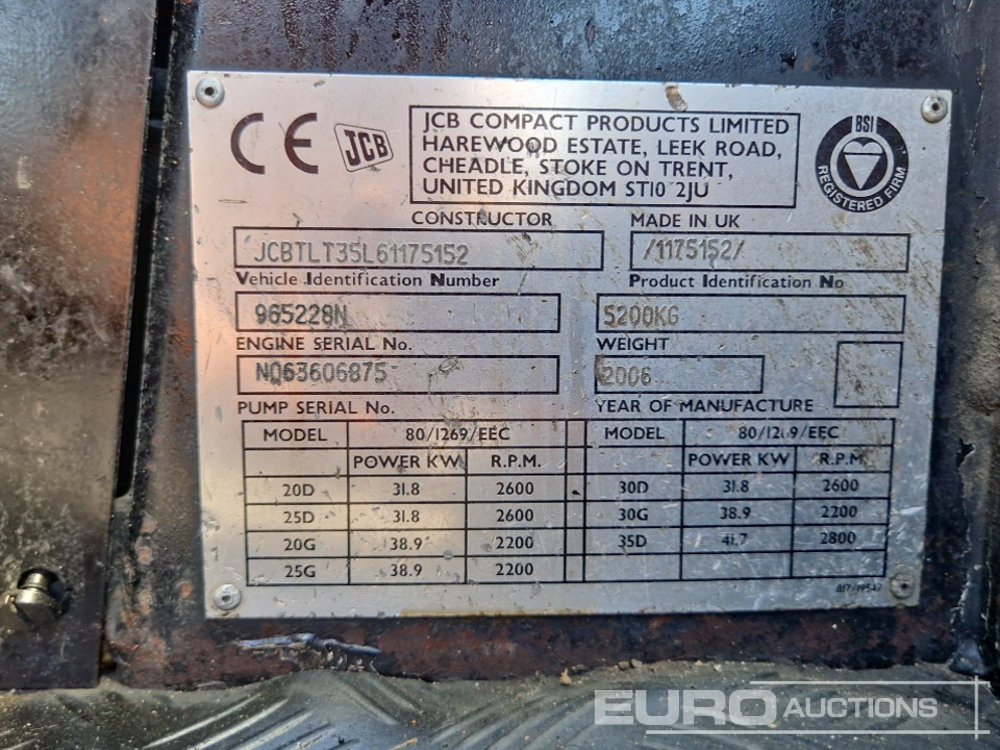 CE
JCB
JCB COMPACT PRODUCTS LIMITED
HAREWOOD ESTATE, LEEK ROAD,
CHEADLE, STOKE ON TRENT,
UNITED KINGDOM ST10 2JU
BSI
REGISTERED FIRM
CONSTRUCTOR MADE IN UK
JCBTLT35L61175152 /1175152/
Vehicle Identification Number Product Identification No
965228N 5200KG
ENGINE SERIAL No. WEIGHT
NQ63606875 2006
PUMP SERIAL No. YEAR OF MANUFACTURE
MODEL 80/1269/EEC MODEL 80/1269/EEC
POWER KW R.P.M. POWER KW R.P.M.
20D 31.8 2600 30D 31.8 2600
25D 31.8 2600 30G 38.9 2200
20G 38.9 2200 35D 41.7 2800
25G 38.9 2200
817/19547
EURO AUCTIONS